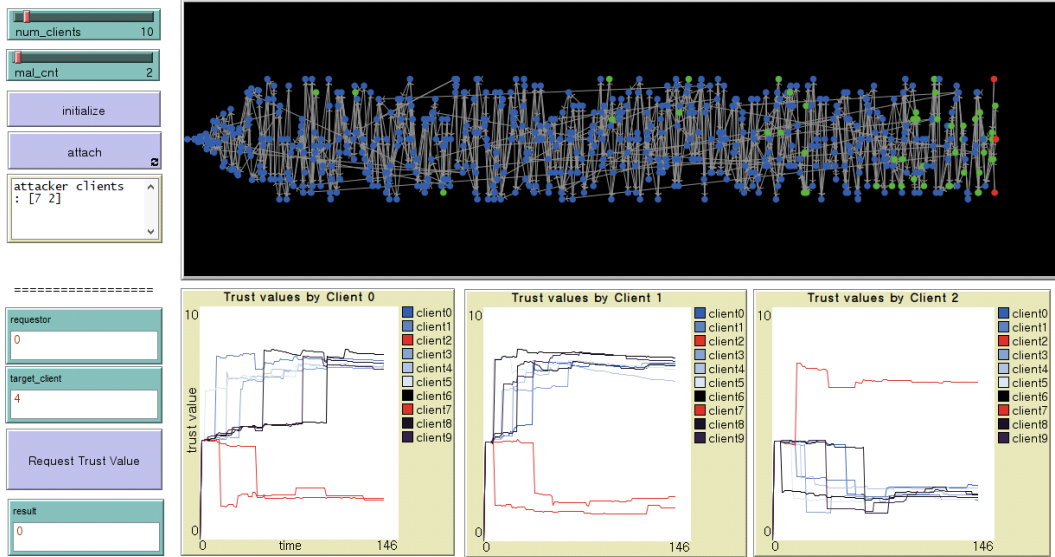 num_clients 10
mal_cnt 2
initialize
attach
attacker clients
: [7 2]
==================
requestor
0
target_client
4
Request Trust Value
result
0
Trust values by Client 0
10
trust value
0
0 time 146
client0
client1
client2
client3
client4
client5
client6
client7
client8
client9
Trust values by Client 1
10
0
0 146
client0
client1
client2
client3
client4
client5
client6
client7
client8
client9
Trust values by Client 2
10
0
0 146
client0
client1
client2
client3
client4
client5
client6
client7
client8
client9